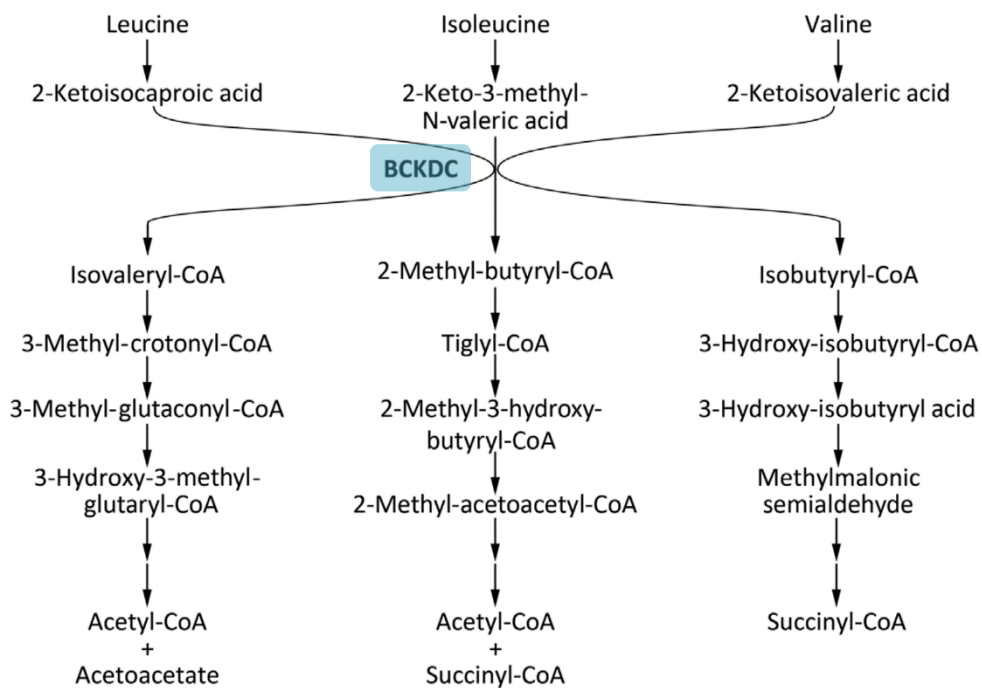 Leucine
Isoleucine
Valine
2-Ketoisocaproic acid
2-Keto-3-methyl-
N-valeric acid
2-Ketoisovaleric acid
BCKDC
Isovaleryl-CoA
2-Methyl-butyryl-CoA
Isobutyryl-CoA
3-Methyl-crotonyl-CoA
Tiglyl-CoA
3-Hydroxy-isobutyryl-CoA
3-Methyl-glutaconyl-CoA
2-Methyl-3-hydroxy-
butyryl-CoA
3-Hydroxy-isobutyryl acid
3-Hydroxy-3-methyl-
glutaryl-CoA
2-Methyl-acetoacetyl-CoA
Methylmalonic
semialdehyde
Acetyl-CoA
+
Acetoacetate
Acetyl-CoA
+
Succinyl-CoA
Succinyl-CoA